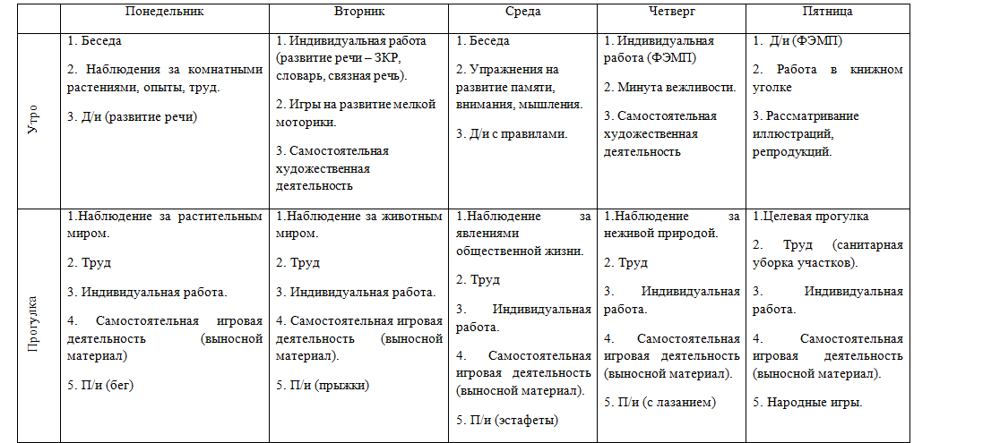 Понедельник
Вторник
Среда
Четверг
Пятница
Утро
1. Беседа
2. Наблюдения за комнатными
растениями, опыты, труд.
3. Д/и (развитие речи)
1. Индивидуальная работа
(развитие речи – ЗКР,
словарь, связная речь).
2. Игры на развитие мелкой
моторики.
3. Самостоятельная
художественная
деятельность
1. Беседа
2. Упражнения на
развитие памяти,
внимания, мышления.
3. Д/и с правилами.
1. Индивидуальная
работа (ФЭМП)
2. Минута вежливости.
3. Самостоятельная
художественная
деятельность
1. Д/и (ФЭМП)
2. Работа в книжном
уголке
3. Рассматривание
иллюстраций,
репродукций.
Прогулка
1.Наблюдение за растительным
миром.
2. Труд
3. Индивидуальная работа.
4. Самостоятельная игровая
деятельность (выносной
материал)
5. П/и (бег)
1.Наблюдение за животным
миром.
2. Труд
3. Индивидуальная работа.
4. Самостоятельная игровая
деятельность (выносной
материал).
5. П/и (прыжки)
1.Наблюдение за
явлениями
общественной жизни.
2. Труд
3. Индивидуальная
работа.
4. Самостоятельная
игровая деятельность
(выносной материал).
5. П/и (эстафеты)
1.Наблюдение за
неживой природой.
2. Труд
3. Индивидуальная
работа.
4. Самостоятельная
игровая деятельность
(выносной материал).
5. П/и (с лазанием)
1.Целевая прогулка
2. Труд (санитарная
уборка участков).
3. Индивидуальная
работа.
4. Самостоятельная
игровая деятельность
(выносной материал).
5. Народные игры.